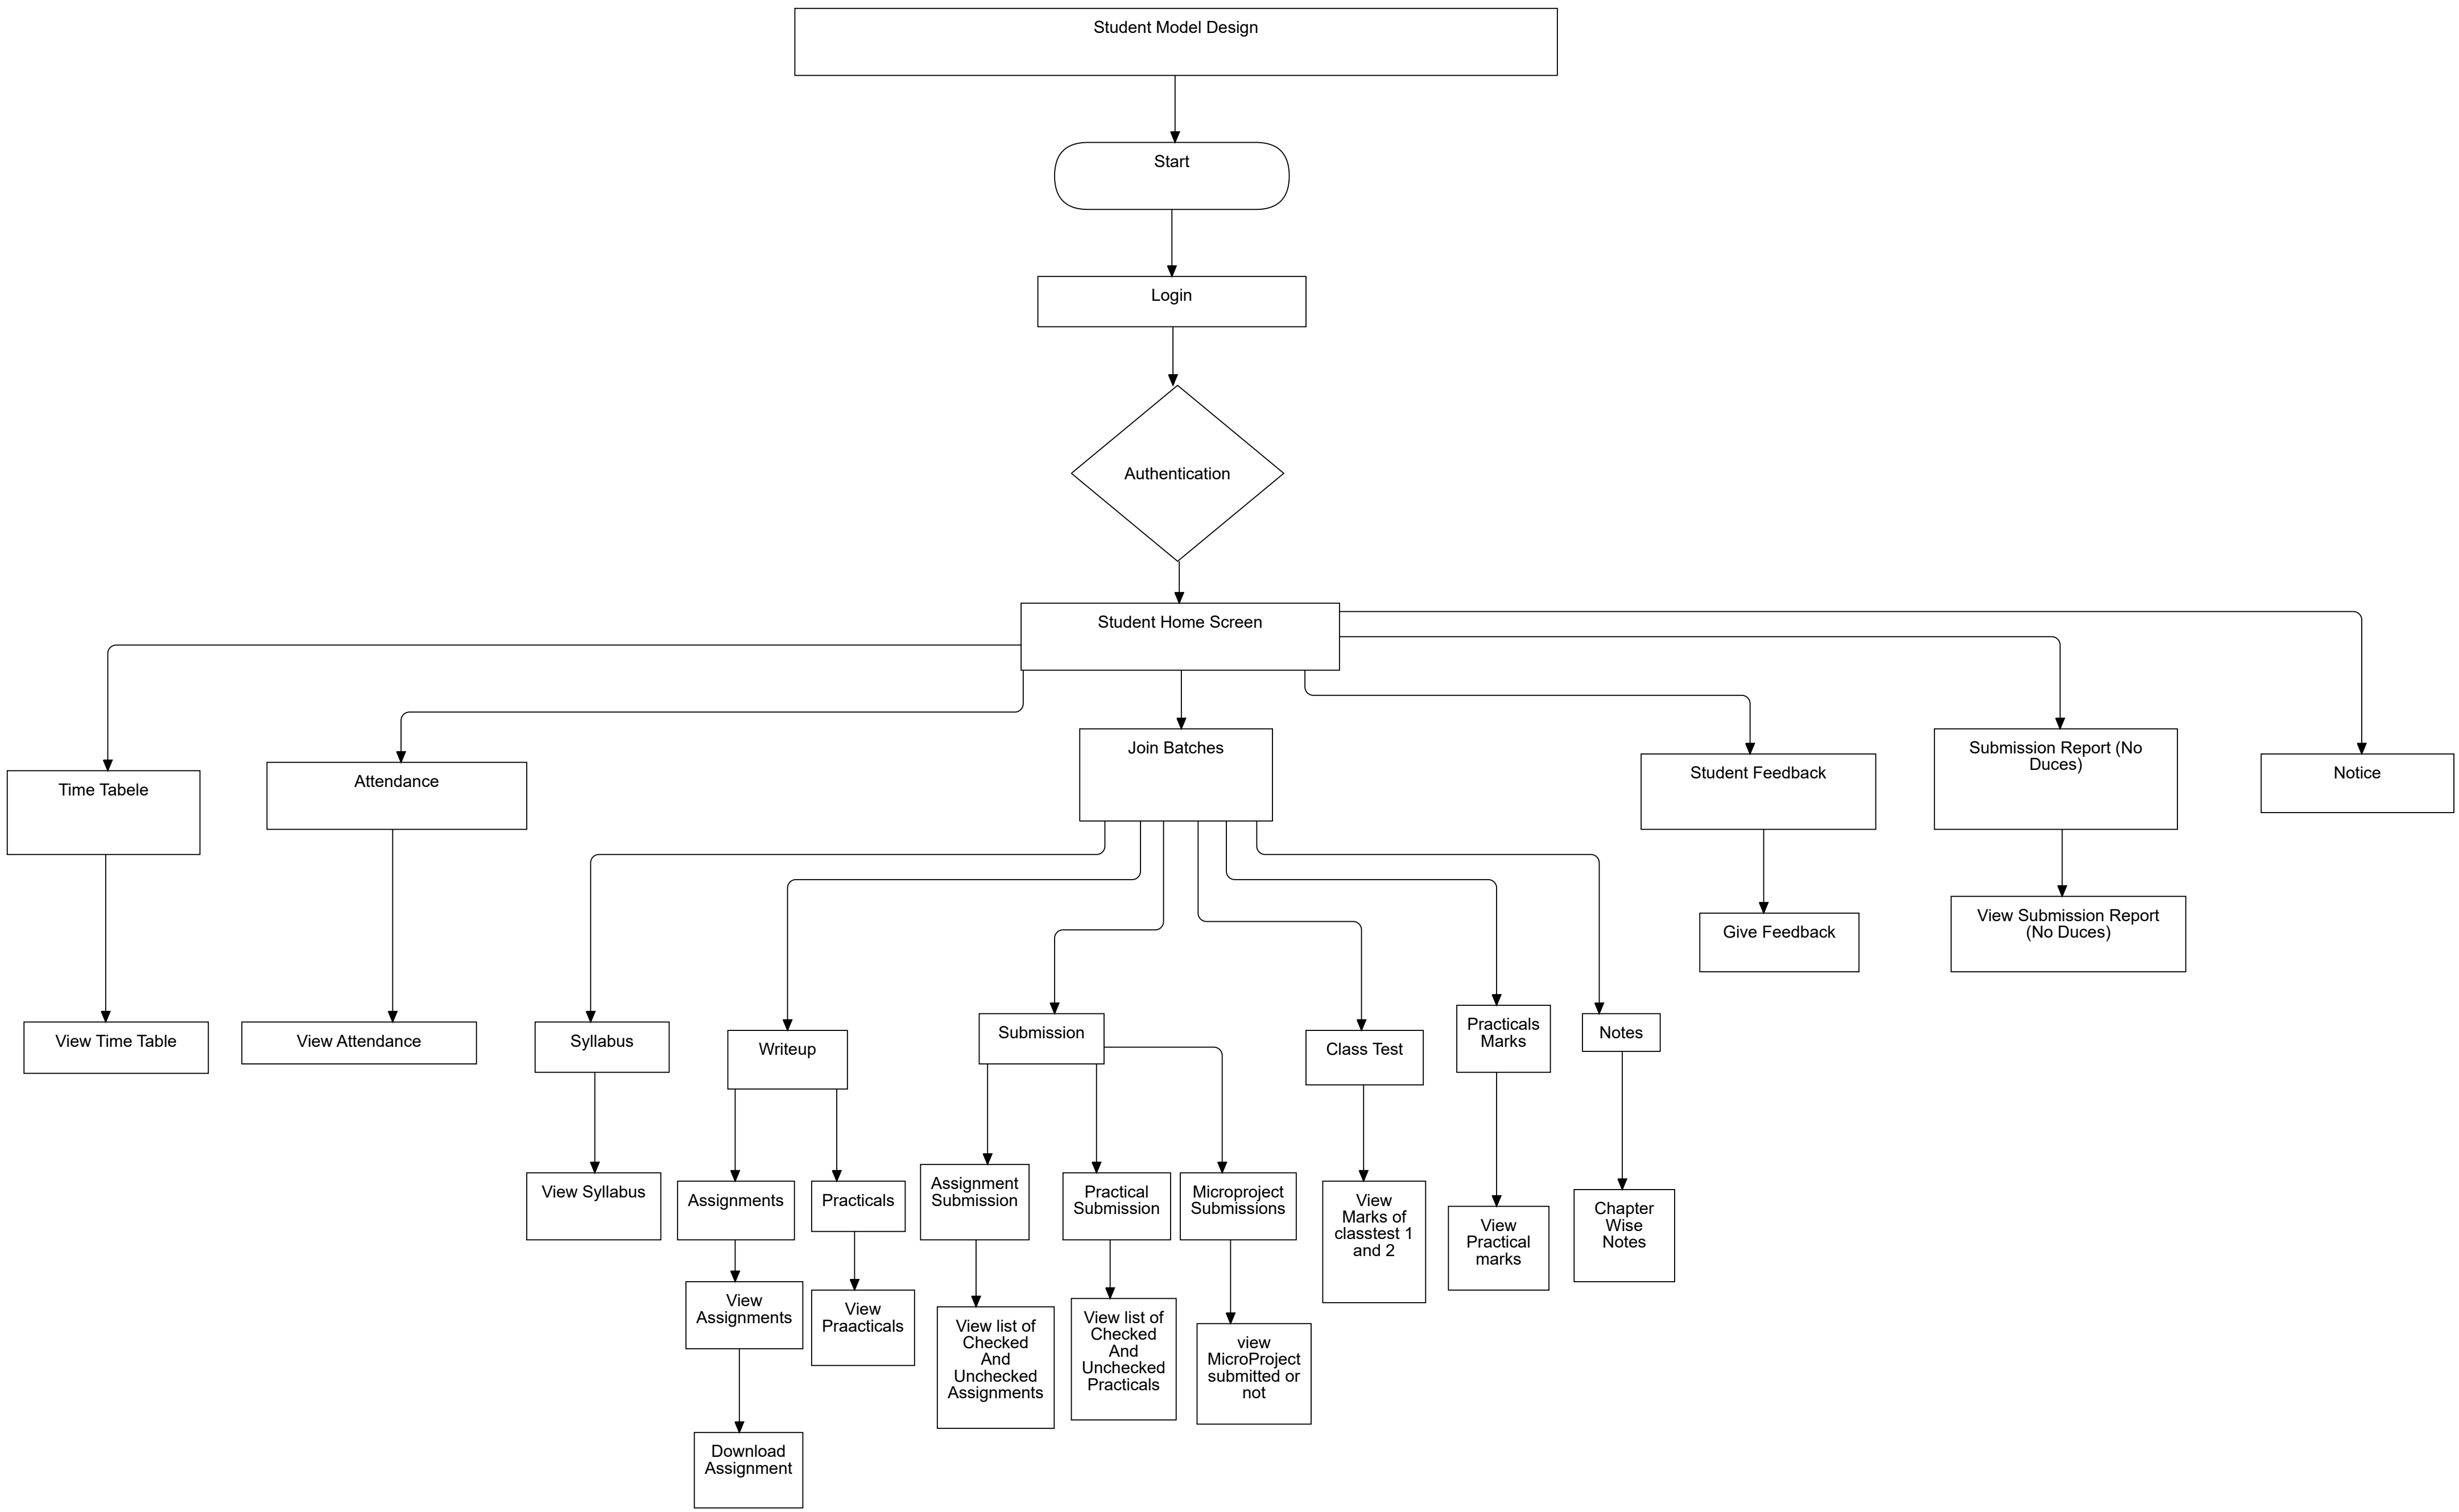 Student Model Design
Start
Login
Authentication
Student Home Screen
Time Tabele
Attendance
Join Batches
Student Feedback
Submission Report (No
Duces)
Notice
View Time Table
View Attendance
Give Feedback
View Submission Report
(No Duces)
Syllabus
Writeup
Submission
Class Test
Practicals
Marks
Notes
View Syllabus
Assignments
Practicals
Assignment
Submission
Practical
Submission
Microproject
Submissions
View
Marks of
classtest 1
and 2
View
Practical
marks
Chapter
Wise
Notes
View
Assignments
View
Praacticals
View list of
Checked
And
Unchecked
Assignments
View list of
Checked
And
Unchecked
Practicals
view
MicroProject
submitted or
not
Download
Assignment